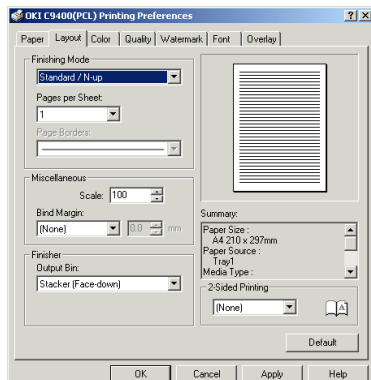 OKI C9400(PCL) Printing Preferences
Paper Layout Color Quality Watermark Font Overlay
Finishing Mode
Standard / N-up
Pages per Sheet:
1
Page Borders:
Miscellaneous
Scale: 100
Bind Margin:
(None) 0.0 mm
Finisher
Output Bin:
Stacker (Face-down)
Summary:
Paper Size :
A4 210 x 297mm
Paper Source :
Tray1
Media Type :
2-Sided Printing
(None) A
Default
OK Cancel Apply Help